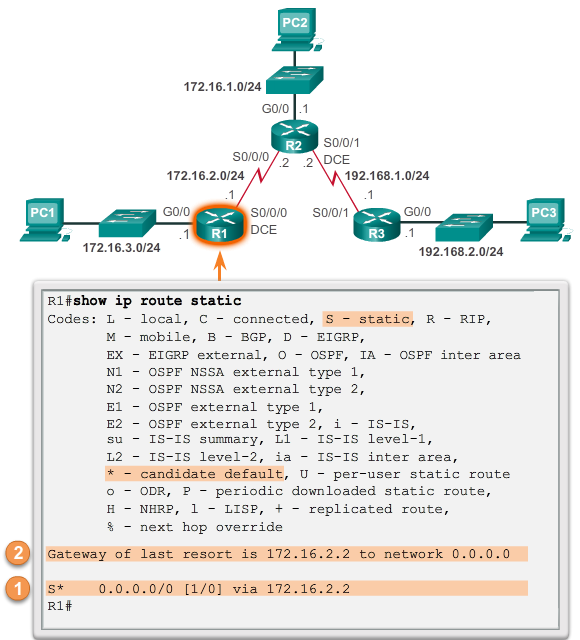 PC2
172.16.1.0/24
G0/0 .1
R2
S0/0/0 .2 .2 S0/0/1
DCE
172.16.2.0/24 192.168.1.0/24
.1 .1
PC1 G0/0 S0/0/0 S0/0/1 G0/0 PC3
.1 R1 DCE R3 .1
172.16.3.0/24 192.168.2.0/24
R1#show ip route static
Codes: L - local, C - connected, S - static, R - RIP,
M - mobile, B - BGP, D - EIGRP,
EX - EIGRP external, O - OSPF, IA - OSPF inter area
N1 - OSPF NSSA external type 1,
N2 - OSPF NSSA external type 2,
E1 - OSPF external type 1,
E2 - OSPF external type 2, i - IS-IS,
su - IS-IS summary, L1 - IS-IS level-1,
L2 - IS-IS level-2, ia - IS-IS inter area,
* - candidate default, U - per-user static route
o - ODR, P - periodic downloaded static route,
H - NHRP, l - LISP, + - replicated route,
% - next hop override
2 Gateway of last resort is 172.16.2.2 to network 0.0.0.0
1 S* 0.0.0.0/0 [1/0] via 172.16.2.2
R1#